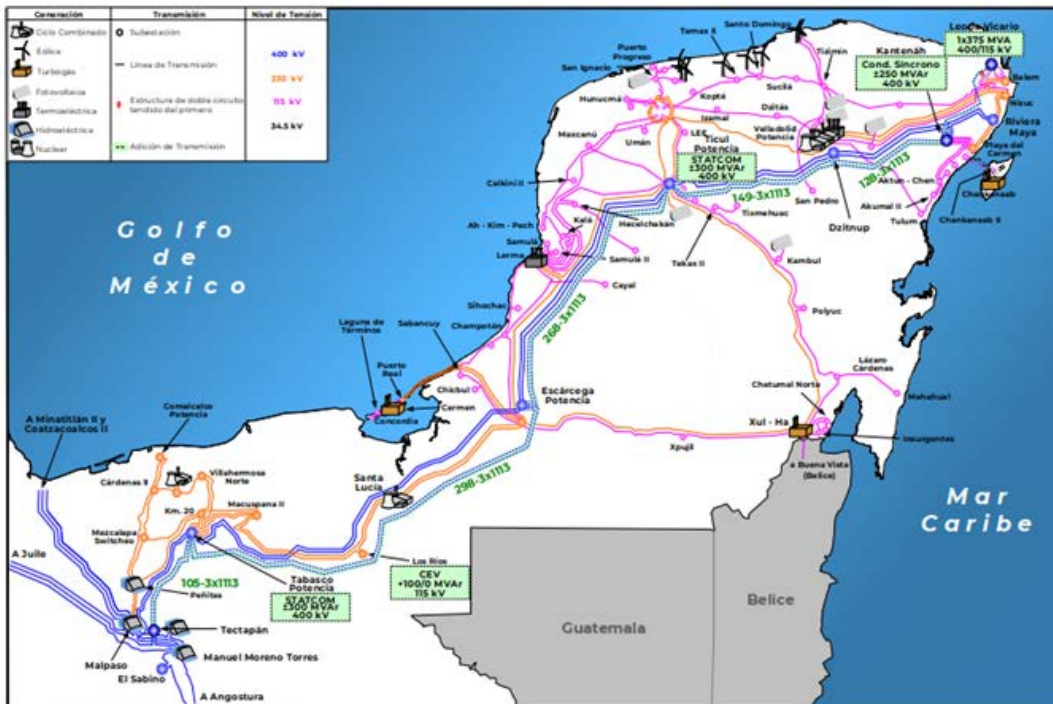 Generación
Transmisión
Nivel de Tensión
Ciclo Combinado
Eólica
Turbogás
Fotovoltaica
Termoeléctrica
Hidroeléctrica
Nuclear
Subestación
Línea de Transmisión
Estructura de doble circuito
tendido del primero
Adición de Transmisión
400 kV
230 kV
115 kV
34.5 kV
Golfo
de
México
Mar
Caribe
Guatemala
Belice
Puerto
Progreso
San Ignacio
Temax II
Santo Domingo
Tizimín
Kantenáh
Leona Vicario
1x375 MVA
400/115 kV
Cond. Síncrono
±250 MVAr
400 kV
Balam
Nizuc
Riviera
Maya
Playa del
Carmen
Chankanaab
Chankanaab II
Hunucmá
Kopté
Sucilá
Izamal
Dzitás
Maxcanú
Umán
LEE
Valladolid
Potencia
Ticul
Potencia
STATCOM
±300 MVAr
400 kV
149-3x1113
128-3x1113
Aktun - Chen
Akumal II
Tulum
San Pedro
Dzitnup
Calkiní II
Hecelchakán
Tixmehuac
Tekax II
Ah - Kim - Pech
Kalá
Samulá
Lerma
Samulá II
Cayal
Kambul
Sihochac
268-3x1113
Polyuc
Laguna de
Términos
Sabancuy
Champotón
Puerto
Real
Chicbul
Carmen
Concordia
Escárcega
Potencia
Lázaro
Cárdenas
Chetumal Norte
Mahahual
Xul - Ha
Insurgentes
Xpujil
a Buena Vista
(Belice)
A Minatitlán II y
Coatzacoalcos II
Comalcalco
Potencia
Cárdenas II
Villahermosa
Norte
Km. 20
Macuspana II
Santa
Lucía
298-3x1113
Mezcalapa
Switcheo
A Juile
Los Ríos
105-3x1113
Peñitas
Tabasco
Potencia
STATCOM
±300 MVAr
400 kV
CEV
+100/0 MVAr
115 kV
Tectapán
Malpaso
Manuel Moreno Torres
El Sabino
A Angostura